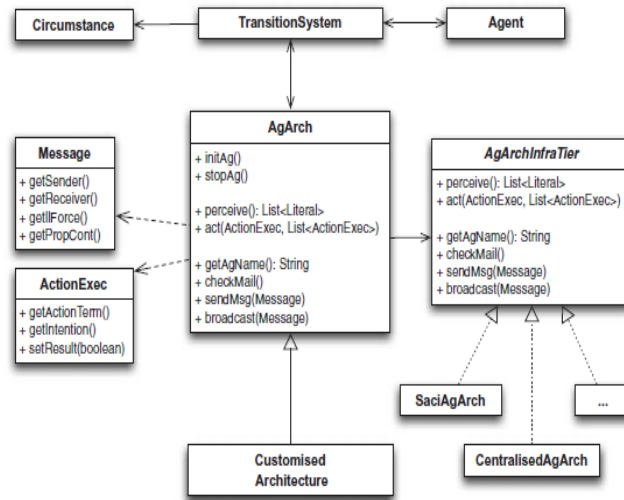 Circumstance
TransitionSystem
Agent
AgArch
+ initAg()
+ stopAg()
+ perceive(): List<Literal>
+ act(ActionExec, List<ActionExec>)
+ getAgName(): String
+ checkMail()
+ sendMsg(Message)
+ broadcast(Message)
Message
+ getSender()
+ getReceiver()
+ getIlForce()
+ getPropCont()
ActionExec
+ getActionTerm()
+ getIntention()
+ setResult(boolean)
AgArchInfraTier
+ perceive(): List<Literal>
+ act(ActionExec, List<ActionExec>)
+ getAgName(): String
+ checkMail()
+ sendMsg(Message)
+ broadcast(Message)
SaciAgArch
...
Customised
Architecture
CentralisedAgArch